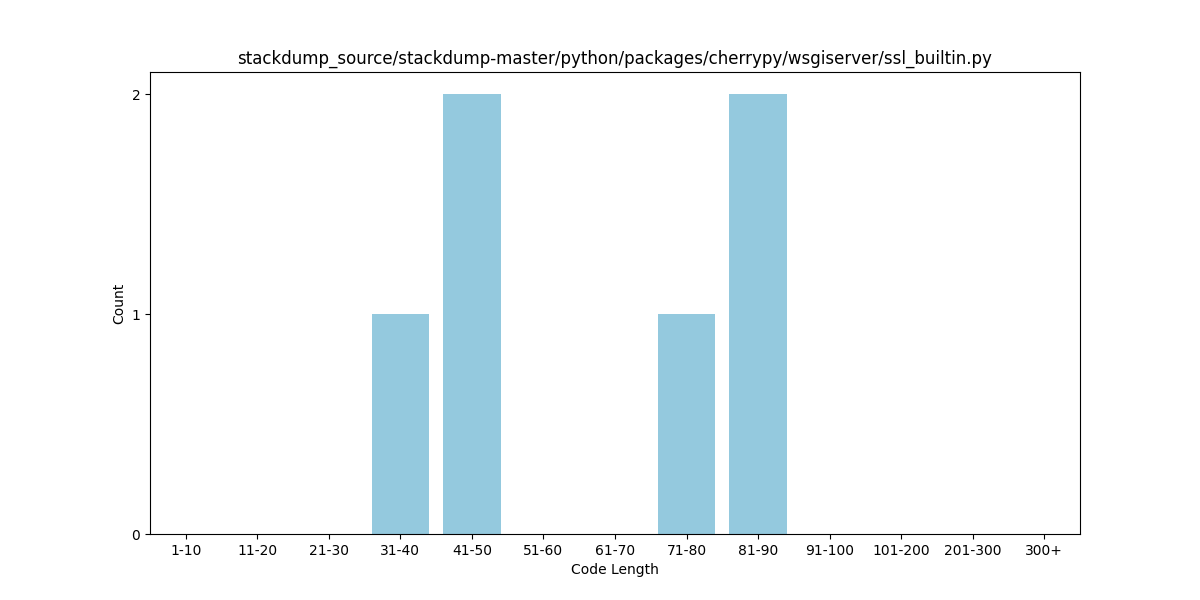 stackdump_source/stackdump-master/python/packages/cherrypy/wsgiserver/ssl_builtin.py
2
1
0
Count
1-10 11-20 21-30 31-40 41-50 51-60 61-70 71-80 81-90 91-100 101-200 201-300 300+
Code Length